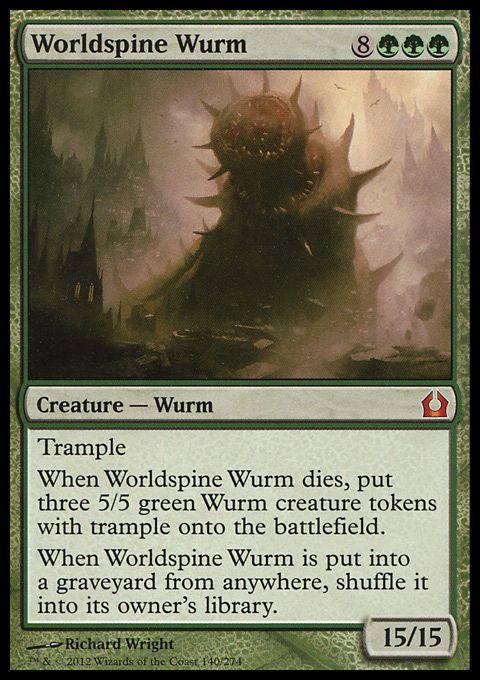 Worldspine Wurm 8
Creature — Wurm
Trample
When Worldspine Wurm dies, put
three 5/5 green Wurm creature tokens
with trample onto the battlefield.
When Worldspine Wurm is put into
a graveyard from anywhere, shuffle it
into its owner's library.
Richard Wright
15/15
™ & © 2012 Wizards of the Coast 140/274